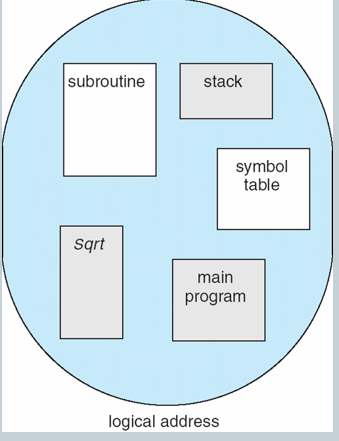 subroutine
stack
symbol
table
Sqrt
main
program
logical address